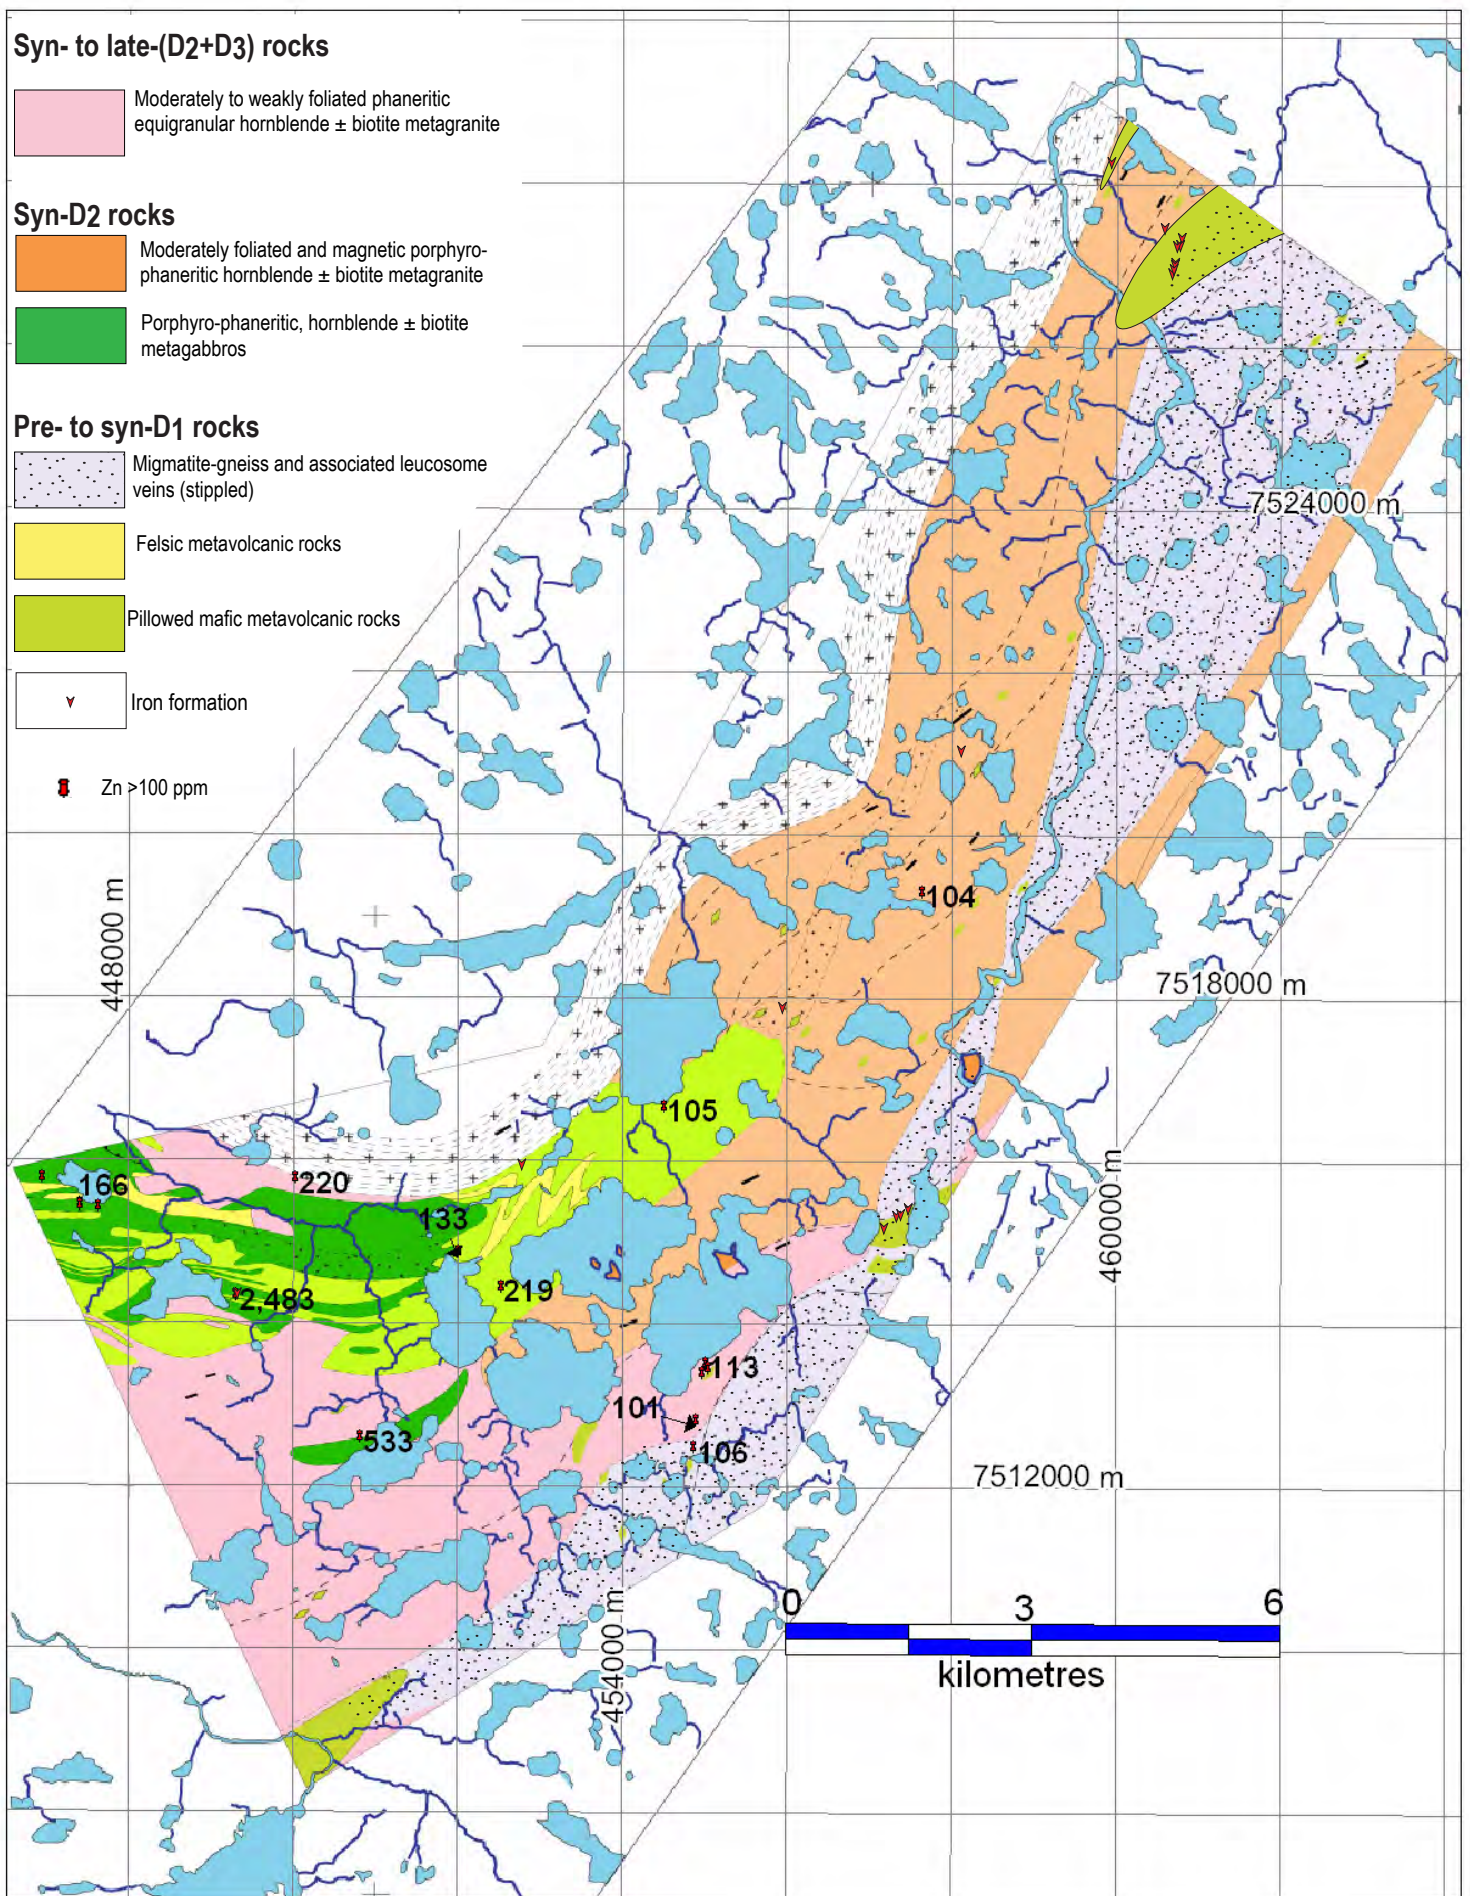 Syn- to late-(D2+D3) rocks
Moderately to weakly foliated phaneritic
equigranular hornblende ± biotite metagranite
Syn-D2 rocks
Moderately foliated and magnetic porphyro-
phaneritic hornblende ± biotite metagranite
Porphyro-phaneritic, hornblende ± biotite
metagabbros
Pre- to syn-D1 rocks
Migmatite-gneiss and associated leucosome
veins (stippled)
Felsic metavolcanic rocks
Pillowed mafic metavolcanic rocks
Iron formation
Zn >100 ppm
7524000 m
448000 m
104
7518000 m
105
166
220
133
460000 m
2,483
219
113
101
533
106
7512000 m
454000 m
0 3 6
kilometres